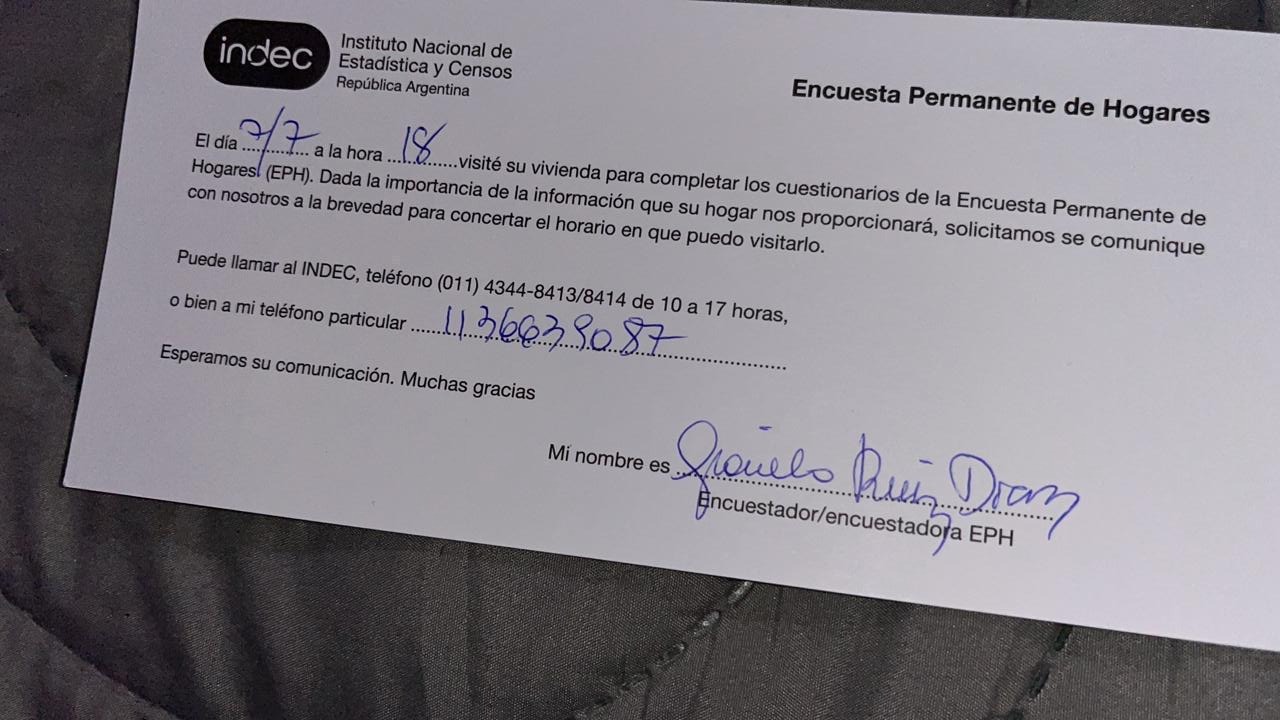 indec
Instituto Nacional de
Estadística y Censos
República Argentina
Encuesta Permanente de Hogares
El día 7/7 a la hora 18 visité su vivienda para completar los cuestionarios de la Encuesta Permanente de
Hogares (EPH). Dada la importancia de la información que su hogar nos proporcionará, solicitamos se comunique
con nosotros a la brevedad para concertar el horario en que puedo visitarlo.
Puede llamar al INDEC, teléfono (011) 4344-8413/8414 de 10 a 17 horas,
o bien a mi teléfono particular 1136639087
Esperamos su comunicación. Muchas gracias
Mi nombre es Graciela Ruiz Diaz
Encuestador/encuestadora EPH